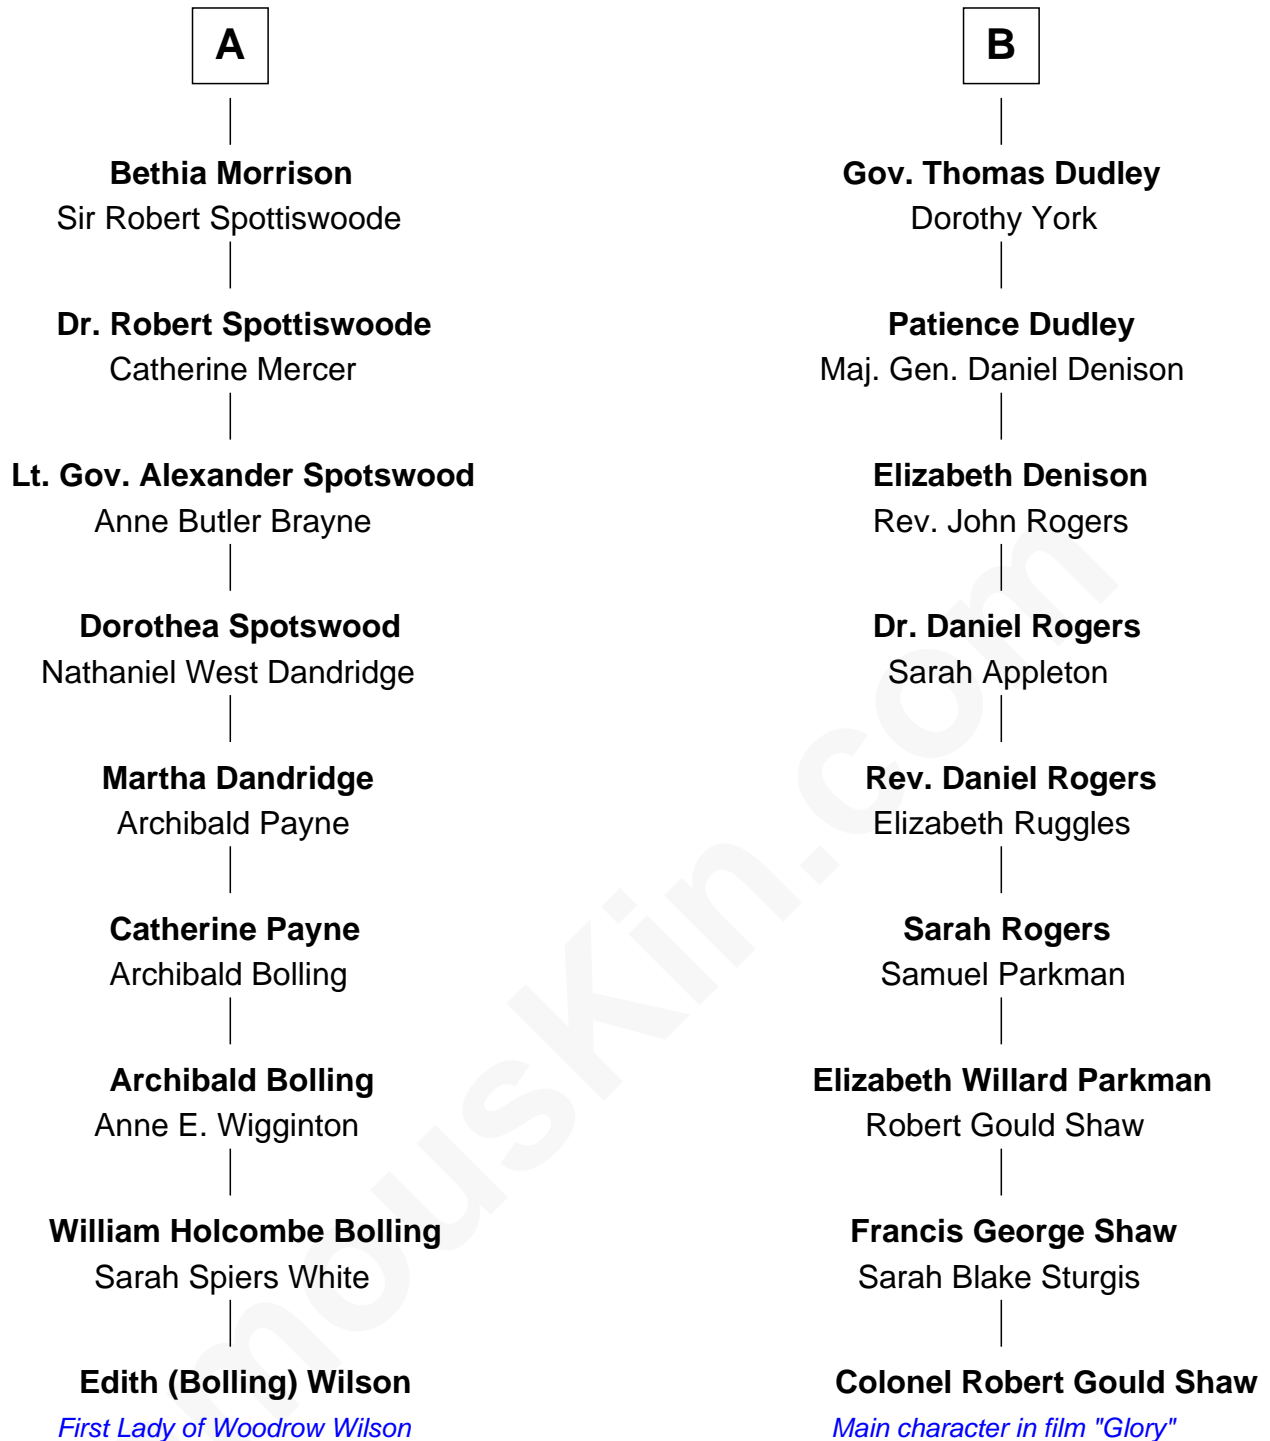 A
Bethia Morrison
Sir Robert Spottiswoode
Dr. Robert Spottiswoode
Catherine Mercer
Lt. Gov. Alexander Spotswood
Anne Butler Brayne
Dorothea Spotswood
Nathaniel West Dandridge
Martha Dandridge
Archibald Payne
Catherine Payne
Archibald Bolling
Archibald Bolling
Anne E. Wigginton
William Holcombe Bolling
Sarah Spiers White
Edith (Bolling) Wilson
First Lady of Woodrow Wilson
B
Gov. Thomas Dudley
Dorothy York
Patience Dudley
Maj. Gen. Daniel Denison
Elizabeth Denison
Rev. John Rogers
Dr. Daniel Rogers
Sarah Appleton
Rev. Daniel Rogers
Elizabeth Ruggles
Sarah Rogers
Samuel Parkman
Elizabeth Willard Parkman
Robert Gould Shaw
Francis George Shaw
Sarah Blake Sturgis
Colonel Robert Gould Shaw
Main character in film "Glory"
mousKin.com